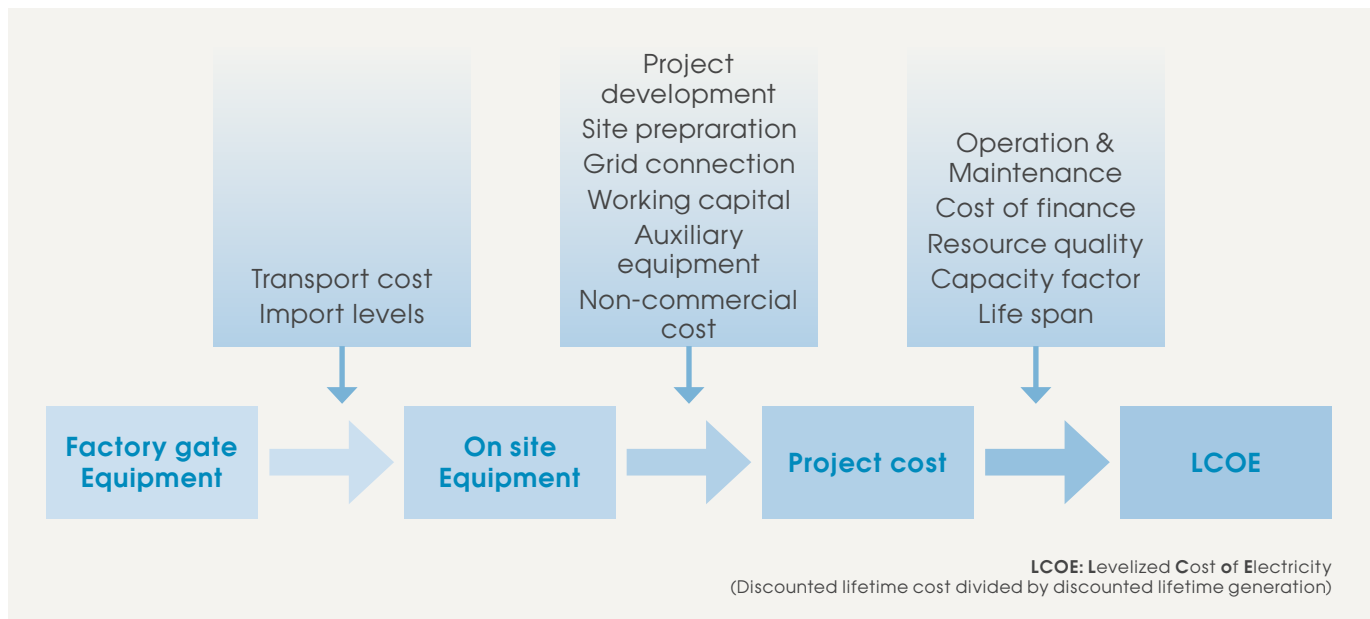 Transport cost
Import levels
Project
development
Site prepraration
Grid connection
Working capital
Auxiliary
equipment
Non-commercial
cost
Operation &
Maintenance
Cost of finance
Resource quality
Capacity factor
Life span
Factory gate
Equipment
On site
Equipment
Project cost
LCOE
LCOE: Levelized Cost of Electricity
(Discounted lifetime cost divided by discounted lifetime generation)